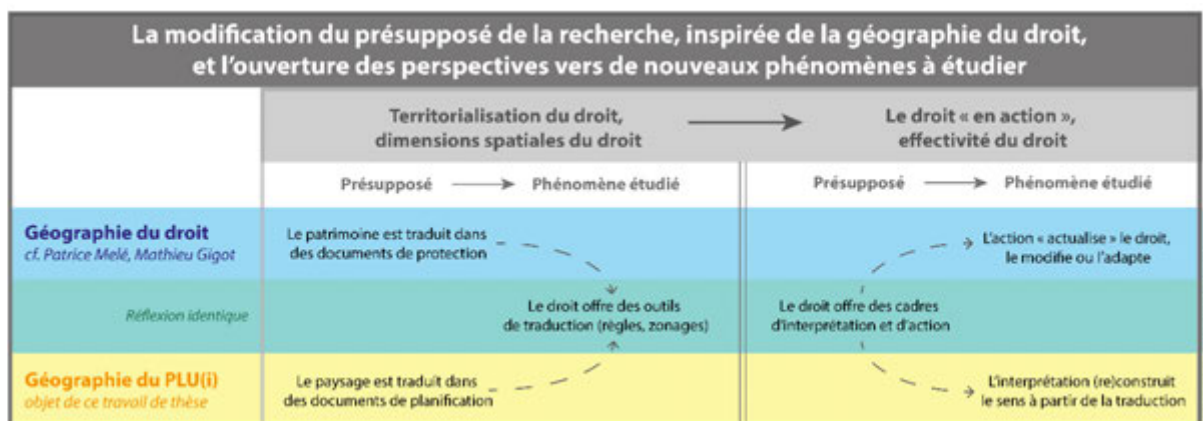 La modification du présupposé de la recherche, inspirée de la géographie du droit,
et l'ouverture des perspectives vers de nouveaux phénomènes à étudier
Territorialisation du droit,
dimensions spatiales du droit
Le droit « en action »,
effectivité du droit
Présupposé
Phénomène étudié
Présupposé
Phénomène étudié
Géographie du droit
cf. Patrice Melé, Mathieu Gigot
Le patrimoine est traduit dans
des documents de protection
L'action « actualise » le droit,
le modifie ou l'adapte
Réflexion identique
Le droit offre des outils
de traduction (règles, zonages)
Le droit offre des cadres
d'interprétation et d'action
Géographie du PLU(i)
objet de ce travail de thèse
Le paysage est traduit dans
des documents de planification
L'interprétation (re)construit
le sens à partir de la traduction